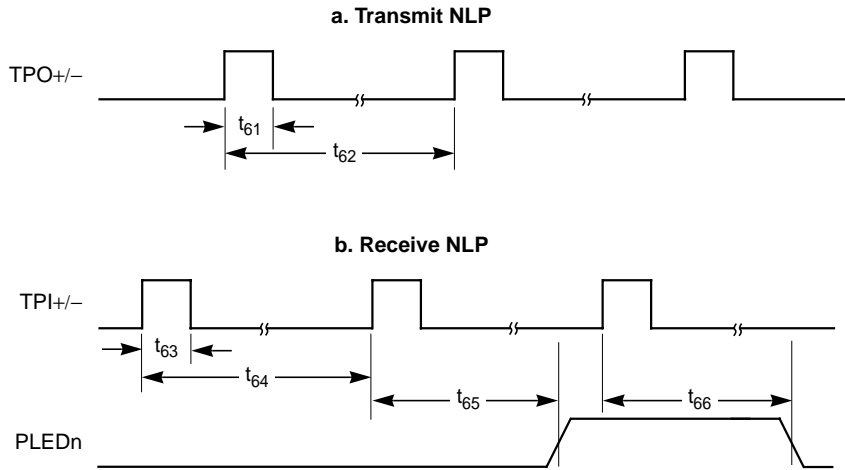 a. Transmit NLP
TPO+/−
t61
t62
b. Receive NLP
TPI+/−
t63
t64
t65
t66
PLEDn